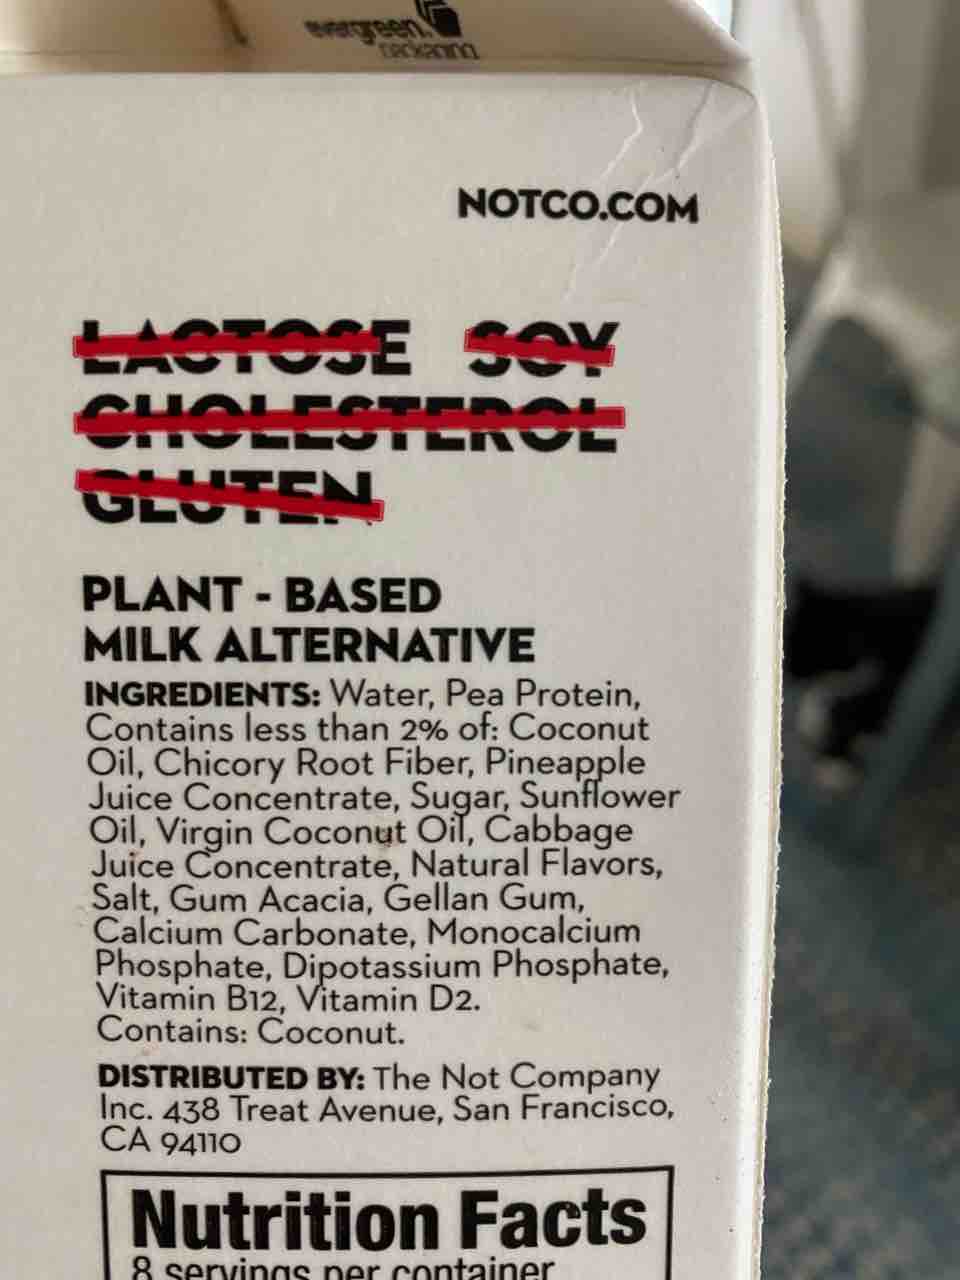 evergreen.
packaging
NOTCO.COM
LACTOSE SOY
CHOLESTEROL
GLUTEN
PLANT - BASED
MILK ALTERNATIVE
INGREDIENTS: Water, Pea Protein,
Contains less than 2% of: Coconut
Oil, Chicory Root Fiber, Pineapple
Juice Concentrate, Sugar, Sunflower
Oil, Virgin Coconut Oil, Cabbage
Juice Concentrate, Natural Flavors,
Salt, Gum Acacia, Gellan Gum,
Calcium Carbonate, Monocalcium
Phosphate, Dipotassium Phosphate,
Vitamin B12, Vitamin D2.
Contains: Coconut.
DISTRIBUTED BY: The Not Company
Inc. 438 Treat Avenue, San Francisco,
CA 94110
Nutrition Facts
8 servings per container